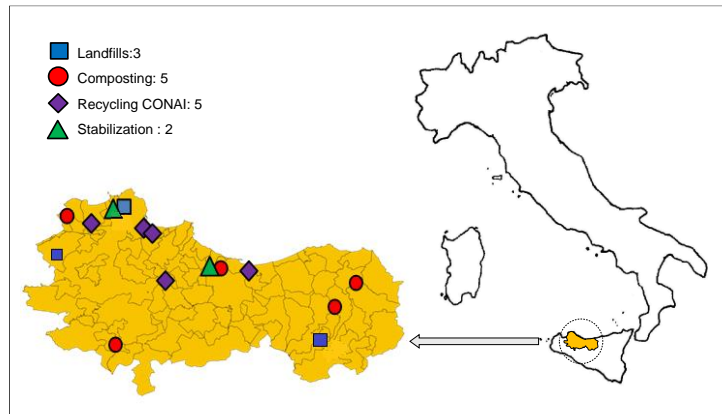 Landfills:3
Composting: 5
Recycling CONAI: 5
Stabilization : 2